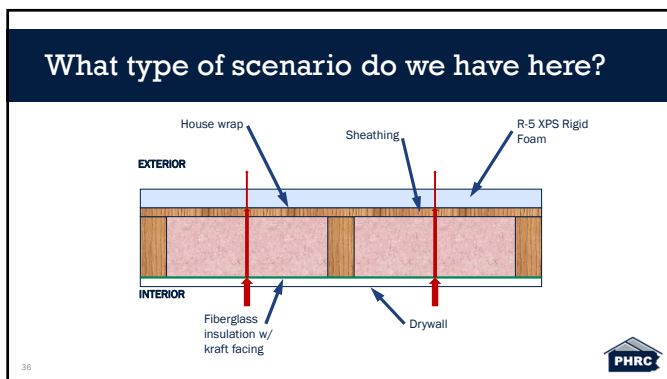 What type of scenario do we have here?
House wrap
Sheathing
R-5 XPS Rigid
Foam
EXTERIOR
INTERIOR
Fiberglass
insulation w/
kraft facing
Drywall
36
PHRC